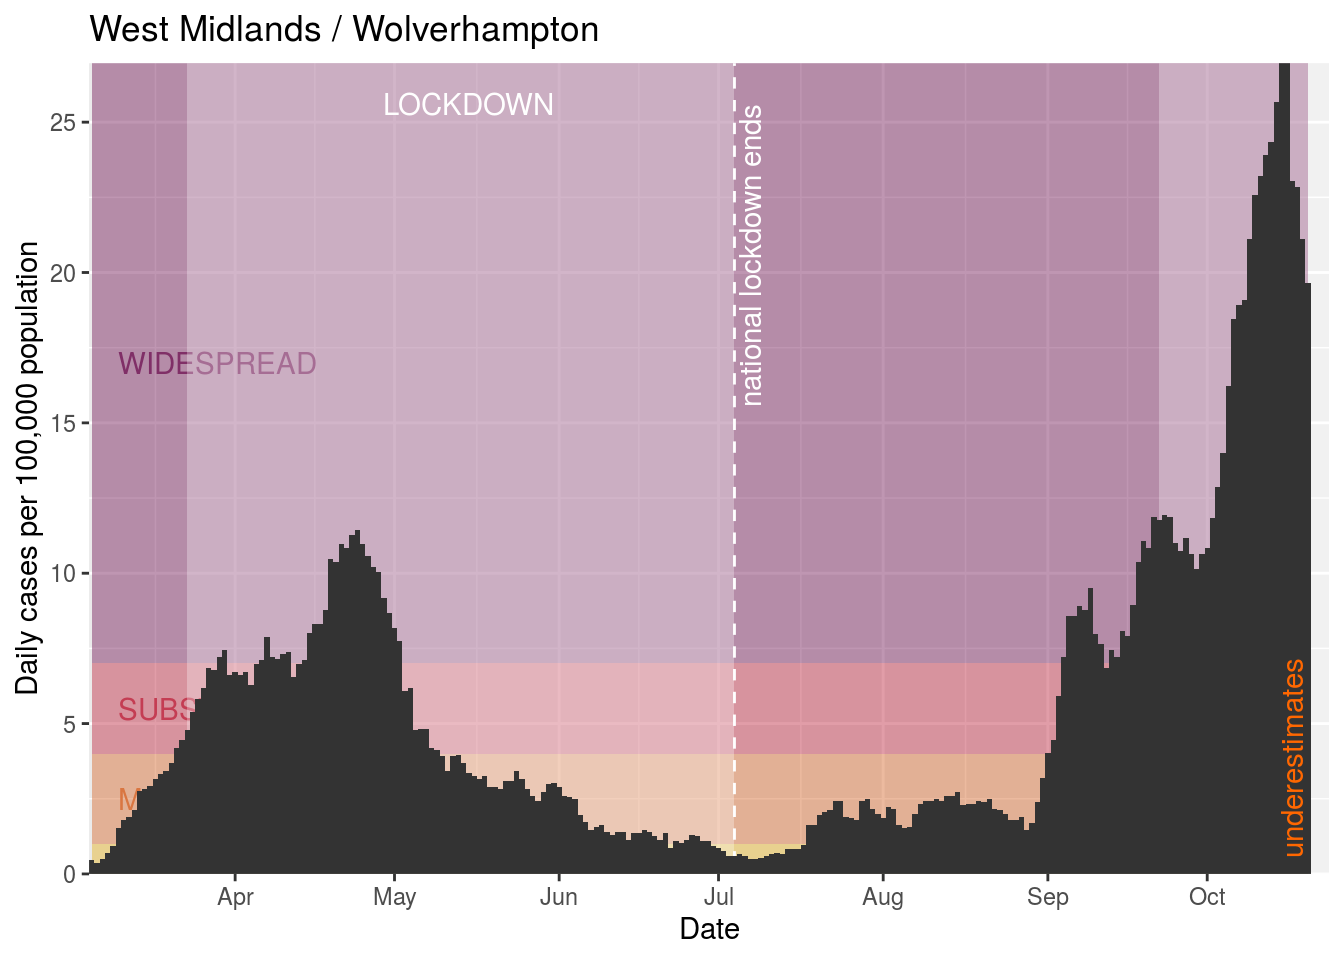 West Midlands / Wolverhampton
LOCKDOWN
national lockdown ends
WIDESPREAD
SUBS
M
underestimates
Daily cases per 100,000 population
25
20
15
10
5
0
Apr May Jun Jul Aug Sep Oct
Date